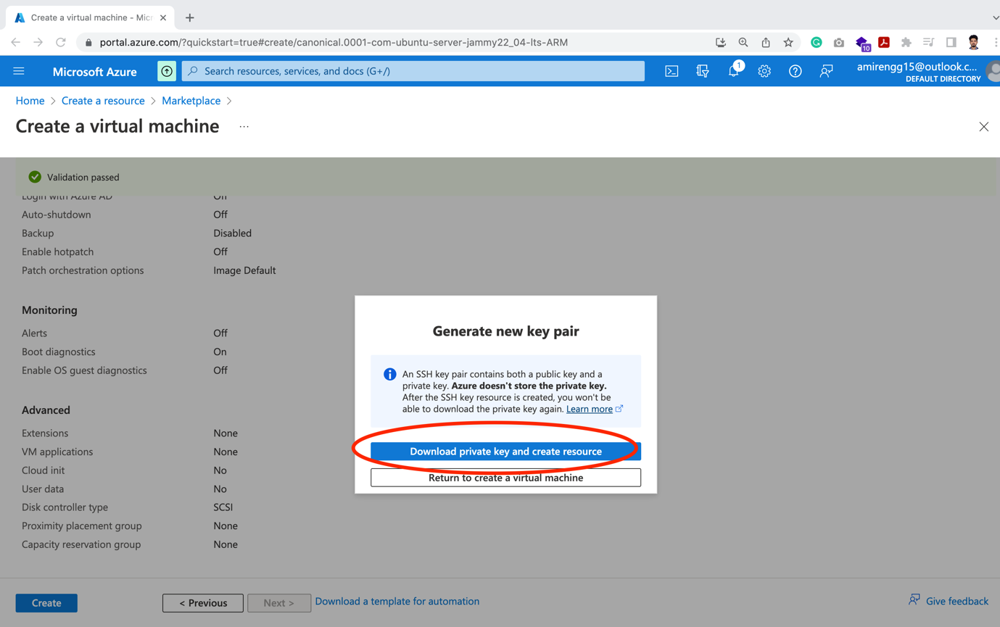 Create a virtual machine - Micr
portal.azure.com/?quickstart=true#create/canonical.0001-com-ubuntu-server-jammy22_04-lts-ARM
10
Microsoft Azure
Search resources, services, and docs (G+/)
1
amirengg15@outlook.c...
DEFAULT DIRECTORY
Home > Create a resource > Marketplace >
Create a virtual machine ...
Validation passed
Login with Azure AD Off
Auto-shutdown Off
Backup Disabled
Enable hotpatch Off
Patch orchestration options Image Default
Monitoring
Alerts Off
Boot diagnostics On
Enable OS guest diagnostics Off
Advanced
Extensions None
VM applications None
Cloud init No
User data No
Disk controller type SCSI
Proximity placement group None
Capacity reservation group None
Generate new key pair
An SSH key pair contains both a public key and a
private key. Azure doesn't store the private key.
After the SSH key resource is created, you won't be
able to download the private key again. Learn more
Download private key and create resource
Return to create a virtual machine
Create
< Previous
Next >
Download a template for automation
Give feedback